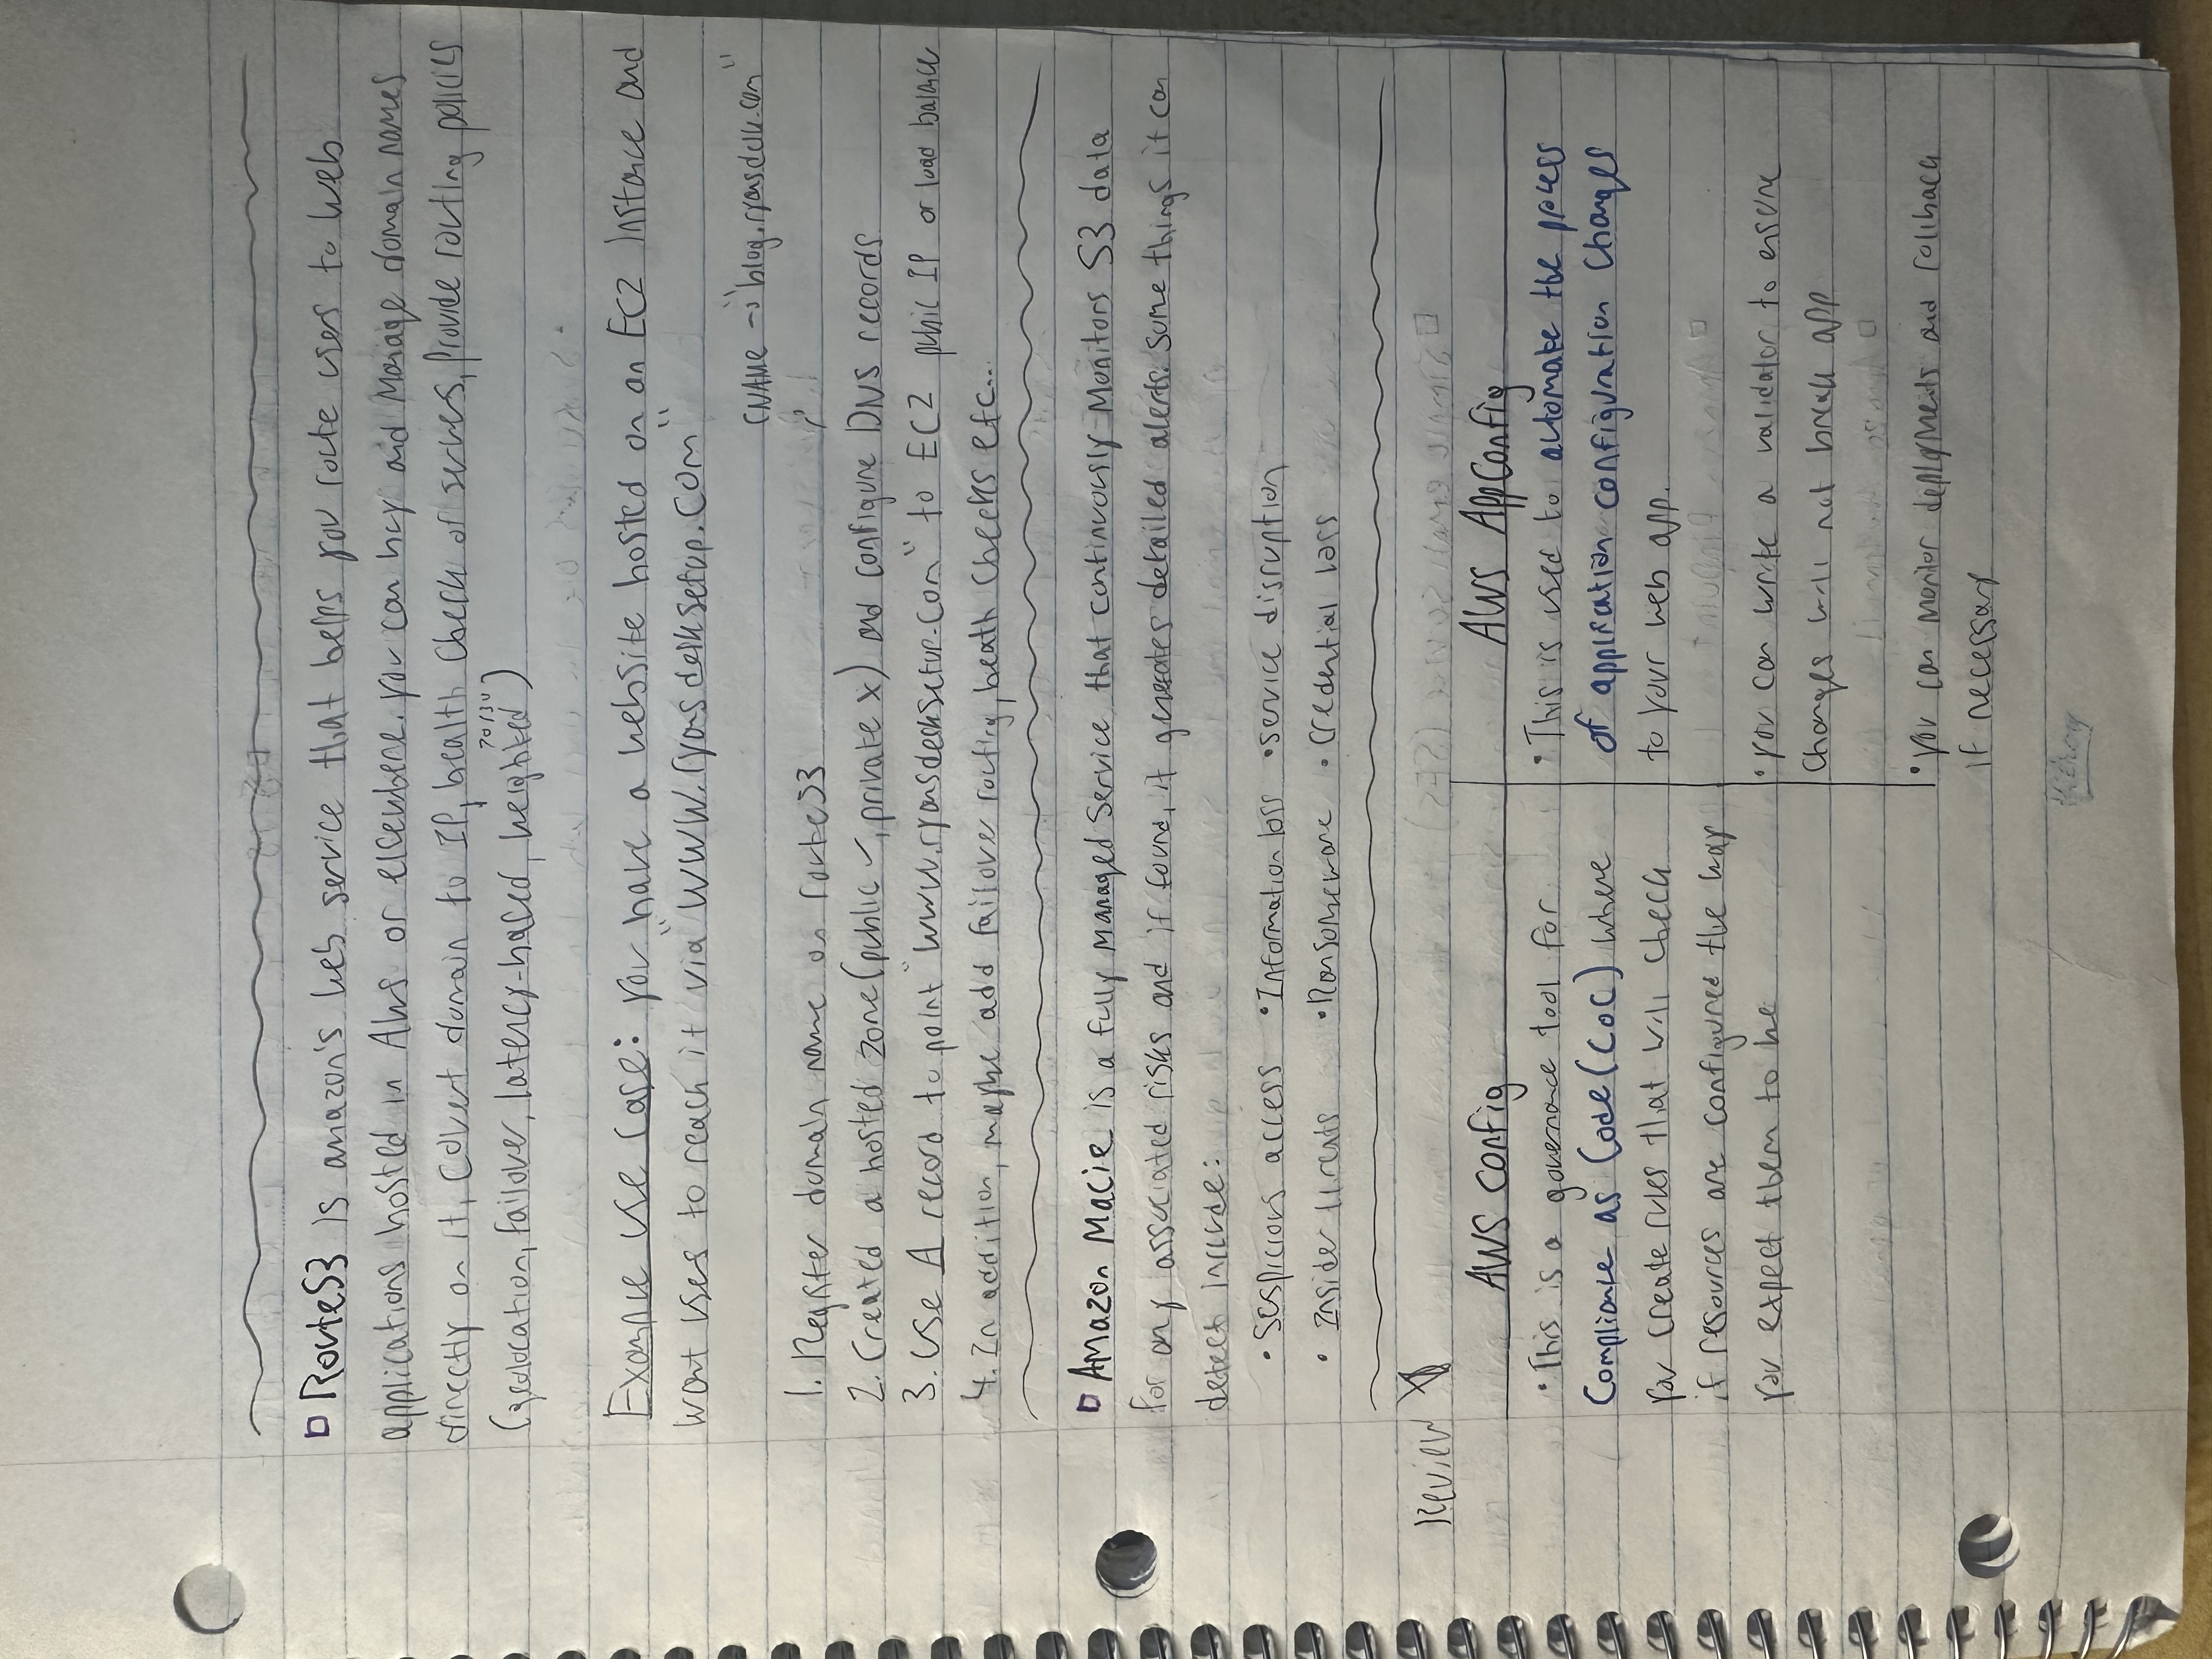 Route53 is amazon's web service that helps you route users to web
applications hosted in AWS or elsewhere. you can buy and Manage domain names
directly on it, Covert domain to IP, health Check of servers, Provide routing policies
70/30
(geolocation, failover, latency-based, weighted)
Example Use Case: you have a website hosted on an EC2 Instance and
want uses to reach it via "WWW.ryansdesksetup.Com"
CNAME → "blog.ryansdesk.com"
1. Register domain name on route53
2. Created a hosted zone (public ✓, private x) and configure DNS records
3. Use A record to point "www.ryansdesksetup.com" to EC2 public IP or load balance
4. In addition, maybe add failover routing, heath Checks etc...
Amazon Macie is a fully Managed Service that continuously Monitors S3 data
for any associated risks and if found, it generates detailed alerts. Some things it can
detect include:
• Suspicious access • Information loss • service disruption
• Insider threats • Ransomeware • Credential loss
Review
AWS Config AWS AppConfig
• This is a governance tool for
Compliance as Code (CoC) where
you create rules that will check
if resources are configured the way
you expect them to be
• This is used to automate the process
of application configuration Changes
to your web app.
• you can write a validator to ensure
Changes will not break app
• you can monitor deployments and rollback
if necessary